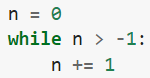 n = 0
while n > -1:
    n += 1